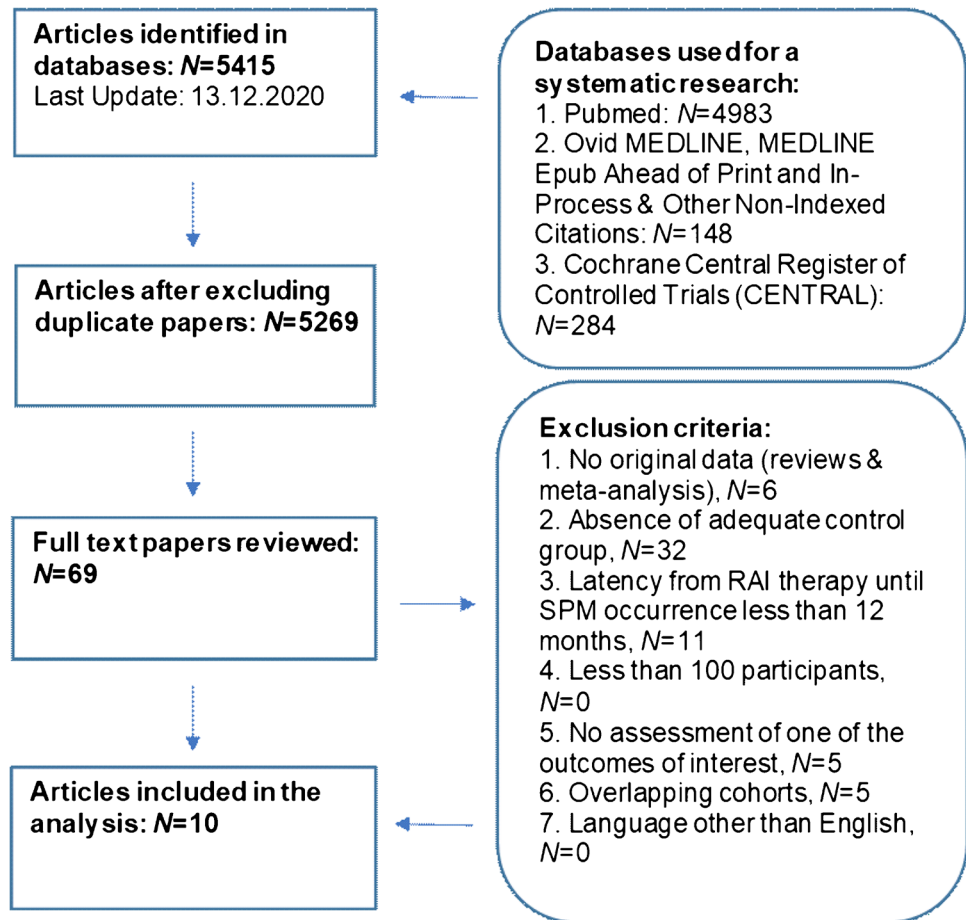 Articles identified in
databases: N=5415
Last Update: 13.12.2020
Databases used for a
systematic research:
1. Pubmed: N=4983
2. Ovid MEDLINE, MEDLINE
Epub Ahead of Print and In-
Process & Other Non-Indexed
Citations: N=148
3. Cochrane Central Register of
Controlled Trials (CENTRAL):
N=284
Articles after excluding
duplicate papers: N=5269
Full text papers reviewed:
N=69
Exclusion criteria:
1. No original data (reviews &
meta-analysis), N=6
2. Absence of adequate control
group, N=32
3. Latency from RAI therapy until
SPM occurrence less than 12
months, N=11
4. Less than 100 participants,
N=0
5. No assessment of one of the
outcomes of interest, N=5
6. Overlapping cohorts, N=5
7. Language other than English,
N=0
Articles included in the
analysis: N=10